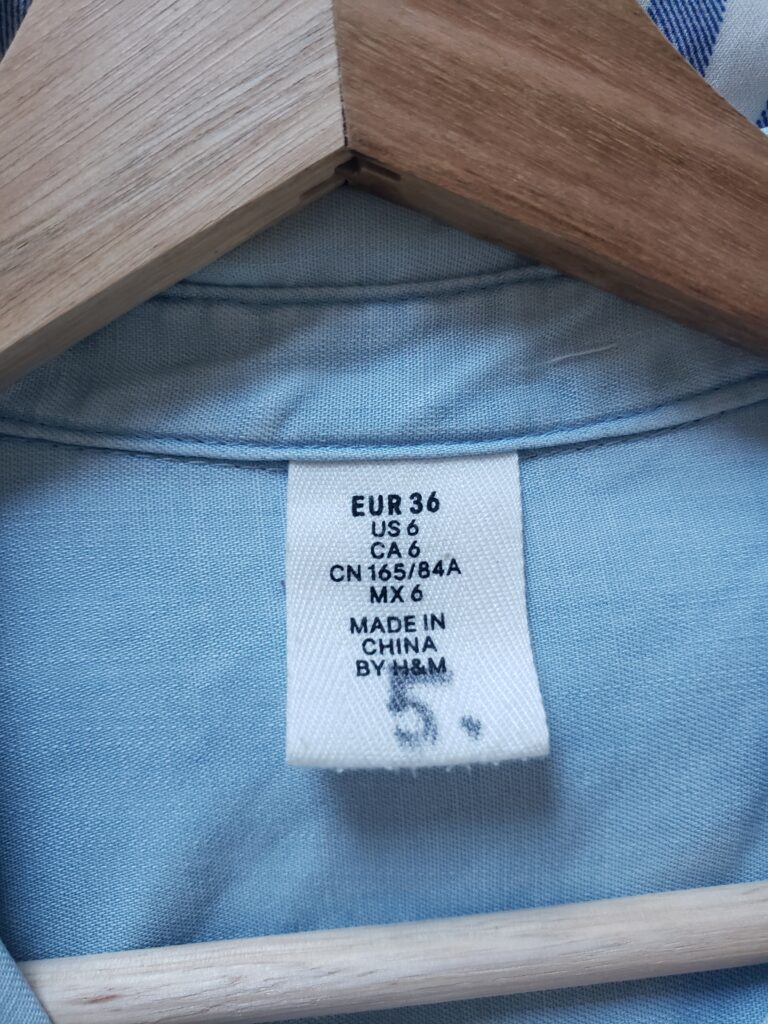 EUR 36
US 6
CA 6
CN 165/84A
MX 6
MADE IN
CHINA
BY H&M
5.